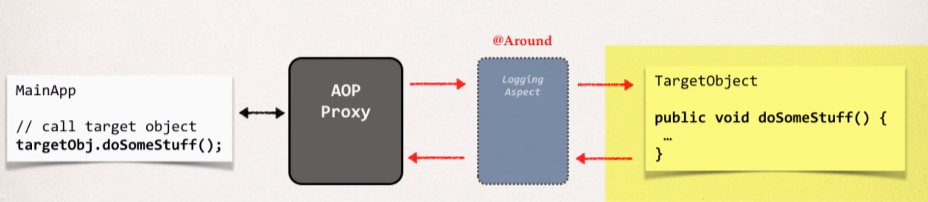 @Around
MainApp
// call target object
targetObj.doSomeStuff();
AOP
Proxy
Logging
Aspect
TargetObject
public void doSomeStuff() {
…
}